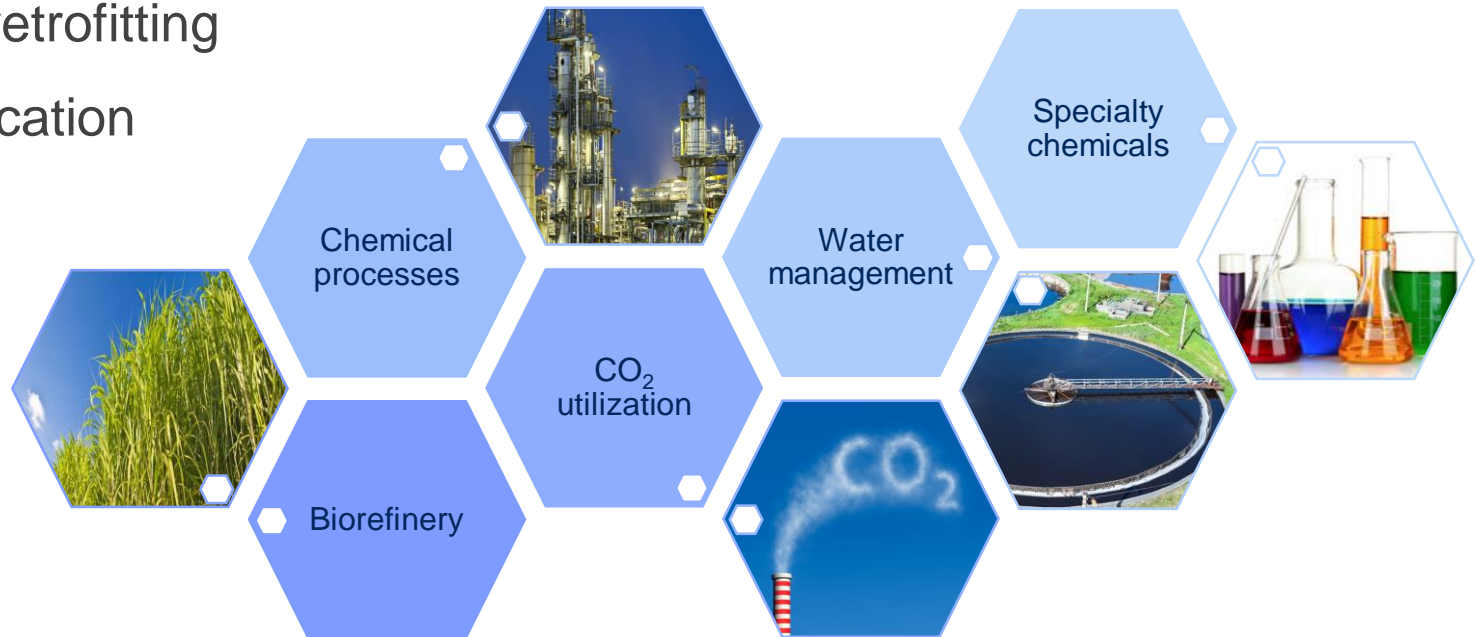 etrofitting
cation
Specialty
chemicals
Chemical
processes
Water
management
CO₂
utilization
CO₂
Biorefinery